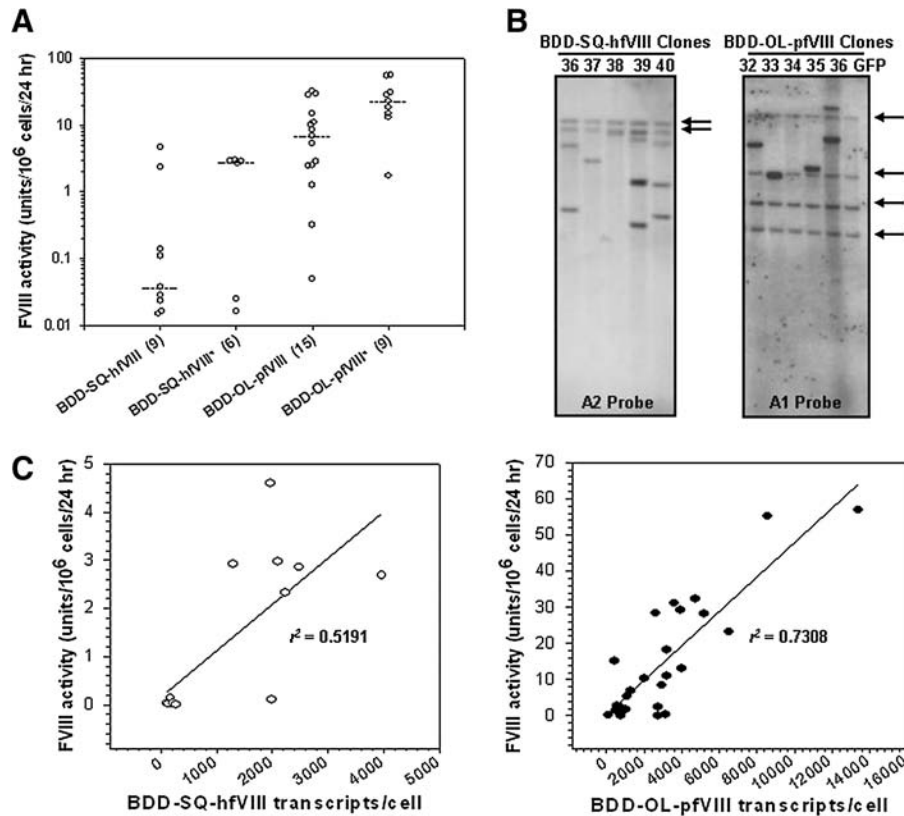 A
FVIII activity (units/10⁶ cells/24 hr)
100
10
1
0.1
0.01
BDD-SQ-hfVIII (9)
BDD-SQ-hfVIII* (6)
BDD-OL-pfVIII (15)
BDD-OL-pfVIII* (9)
B
BDD-SQ-hfVIII Clones
36 37 38 39 40
A2 Probe
BDD-OL-pfVIII Clones
32 33 34 35 36 GFP
A1 Probe
C
FVIII activity (units/10⁶ cells/24 hr)
5
4
3
2
1
0
r² = 0.5191
0 1000 2000 3000 4000 5000
BDD-SQ-hfVIII transcripts/cell
FVIII activity (units/10⁶ cells/24 hr)
70
60
50
40
30
20
10
0
r² = 0.7308
0 2000 4000 6000 8000 10000 12000 14000 16000
BDD-OL-pfVIII transcripts/cell